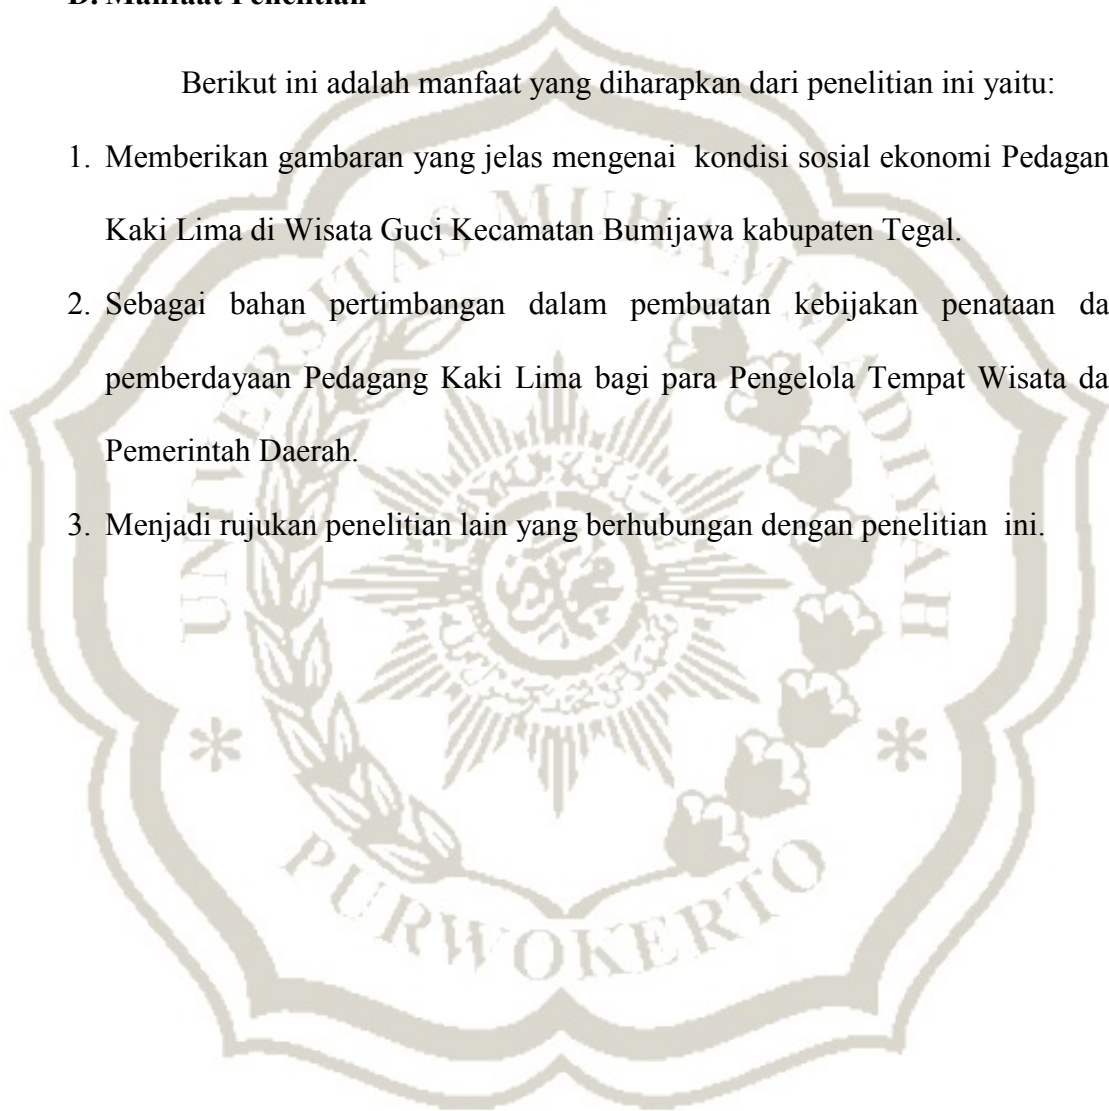 D. Manfaat Penelitian
Berikut ini adalah manfaat yang diharapkan dari penelitian ini yaitu:
1. Memberikan gambaran yang jelas mengenai kondisi sosial ekonomi Pedagan
Kaki Lima di Wisata Guci Kecamatan Bumijawa kabupaten Tegal.
2. Sebagai bahan pertimbangan dalam pembuatan kebijakan penataan da
pemberdayaan Pedagang Kaki Lima bagi para Pengelola Tempat Wisata da
Pemerintah Daerah.
3. Menjadi rujukan penelitian lain yang berhubungan dengan penelitian ini.
UNIVERSITAS MUHAMMADIYAH
PURWOKERTO